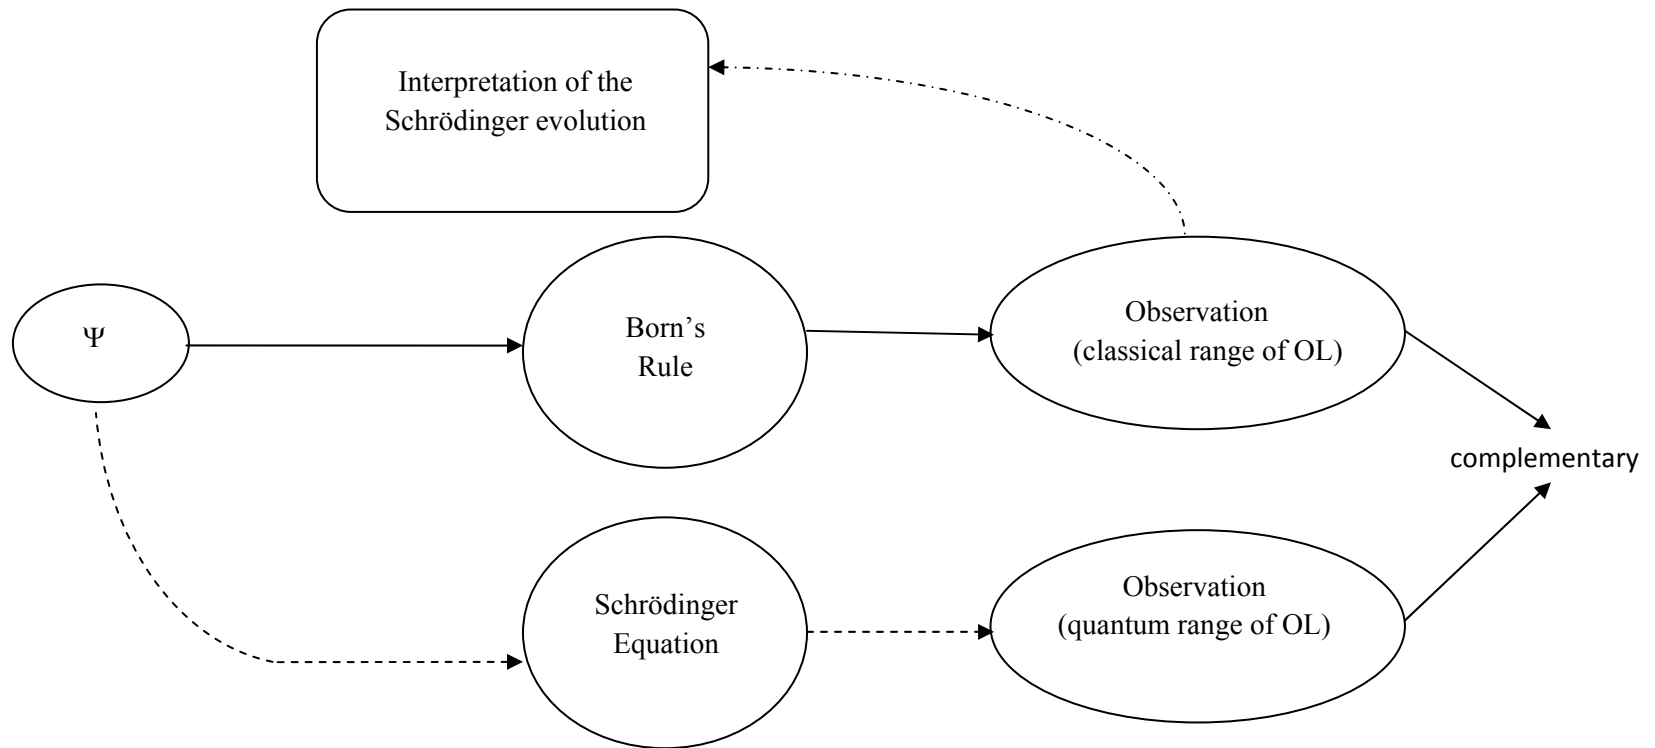 Interpretation of the
Schrödinger evolution
Ψ
Born’s
Rule
Observation
(classical range of OL)
complementary
Schrödinger
Equation
Observation
(quantum range of OL)